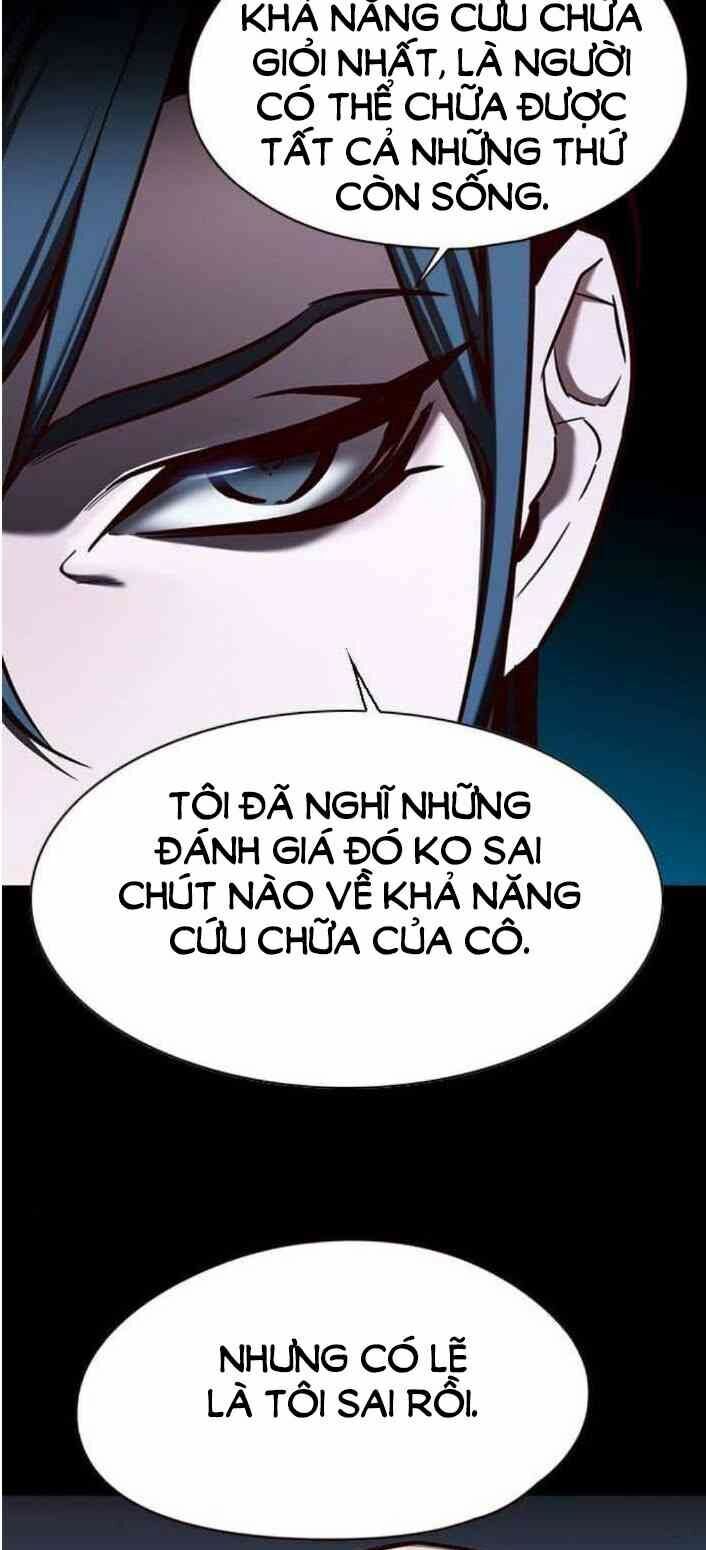 KHẢ NĂNG CỨU CHỮA
GIỎI NHẤT, LÀ NGƯỜI
CÓ THỂ CHỮA ĐƯỢC
TẤT CẢ NHỮNG THỨ
CÒN SỐNG.
TÔI ĐÃ NGHĨ NHỮNG
ĐÁNH GIÁ ĐÓ KO SAI
CHÚT NÀO VỀ KHẢ NĂNG
CỨU CHỮA CỦA CÔ.
NHƯNG CÓ LẼ
LÀ TÔI SAI RỒI.